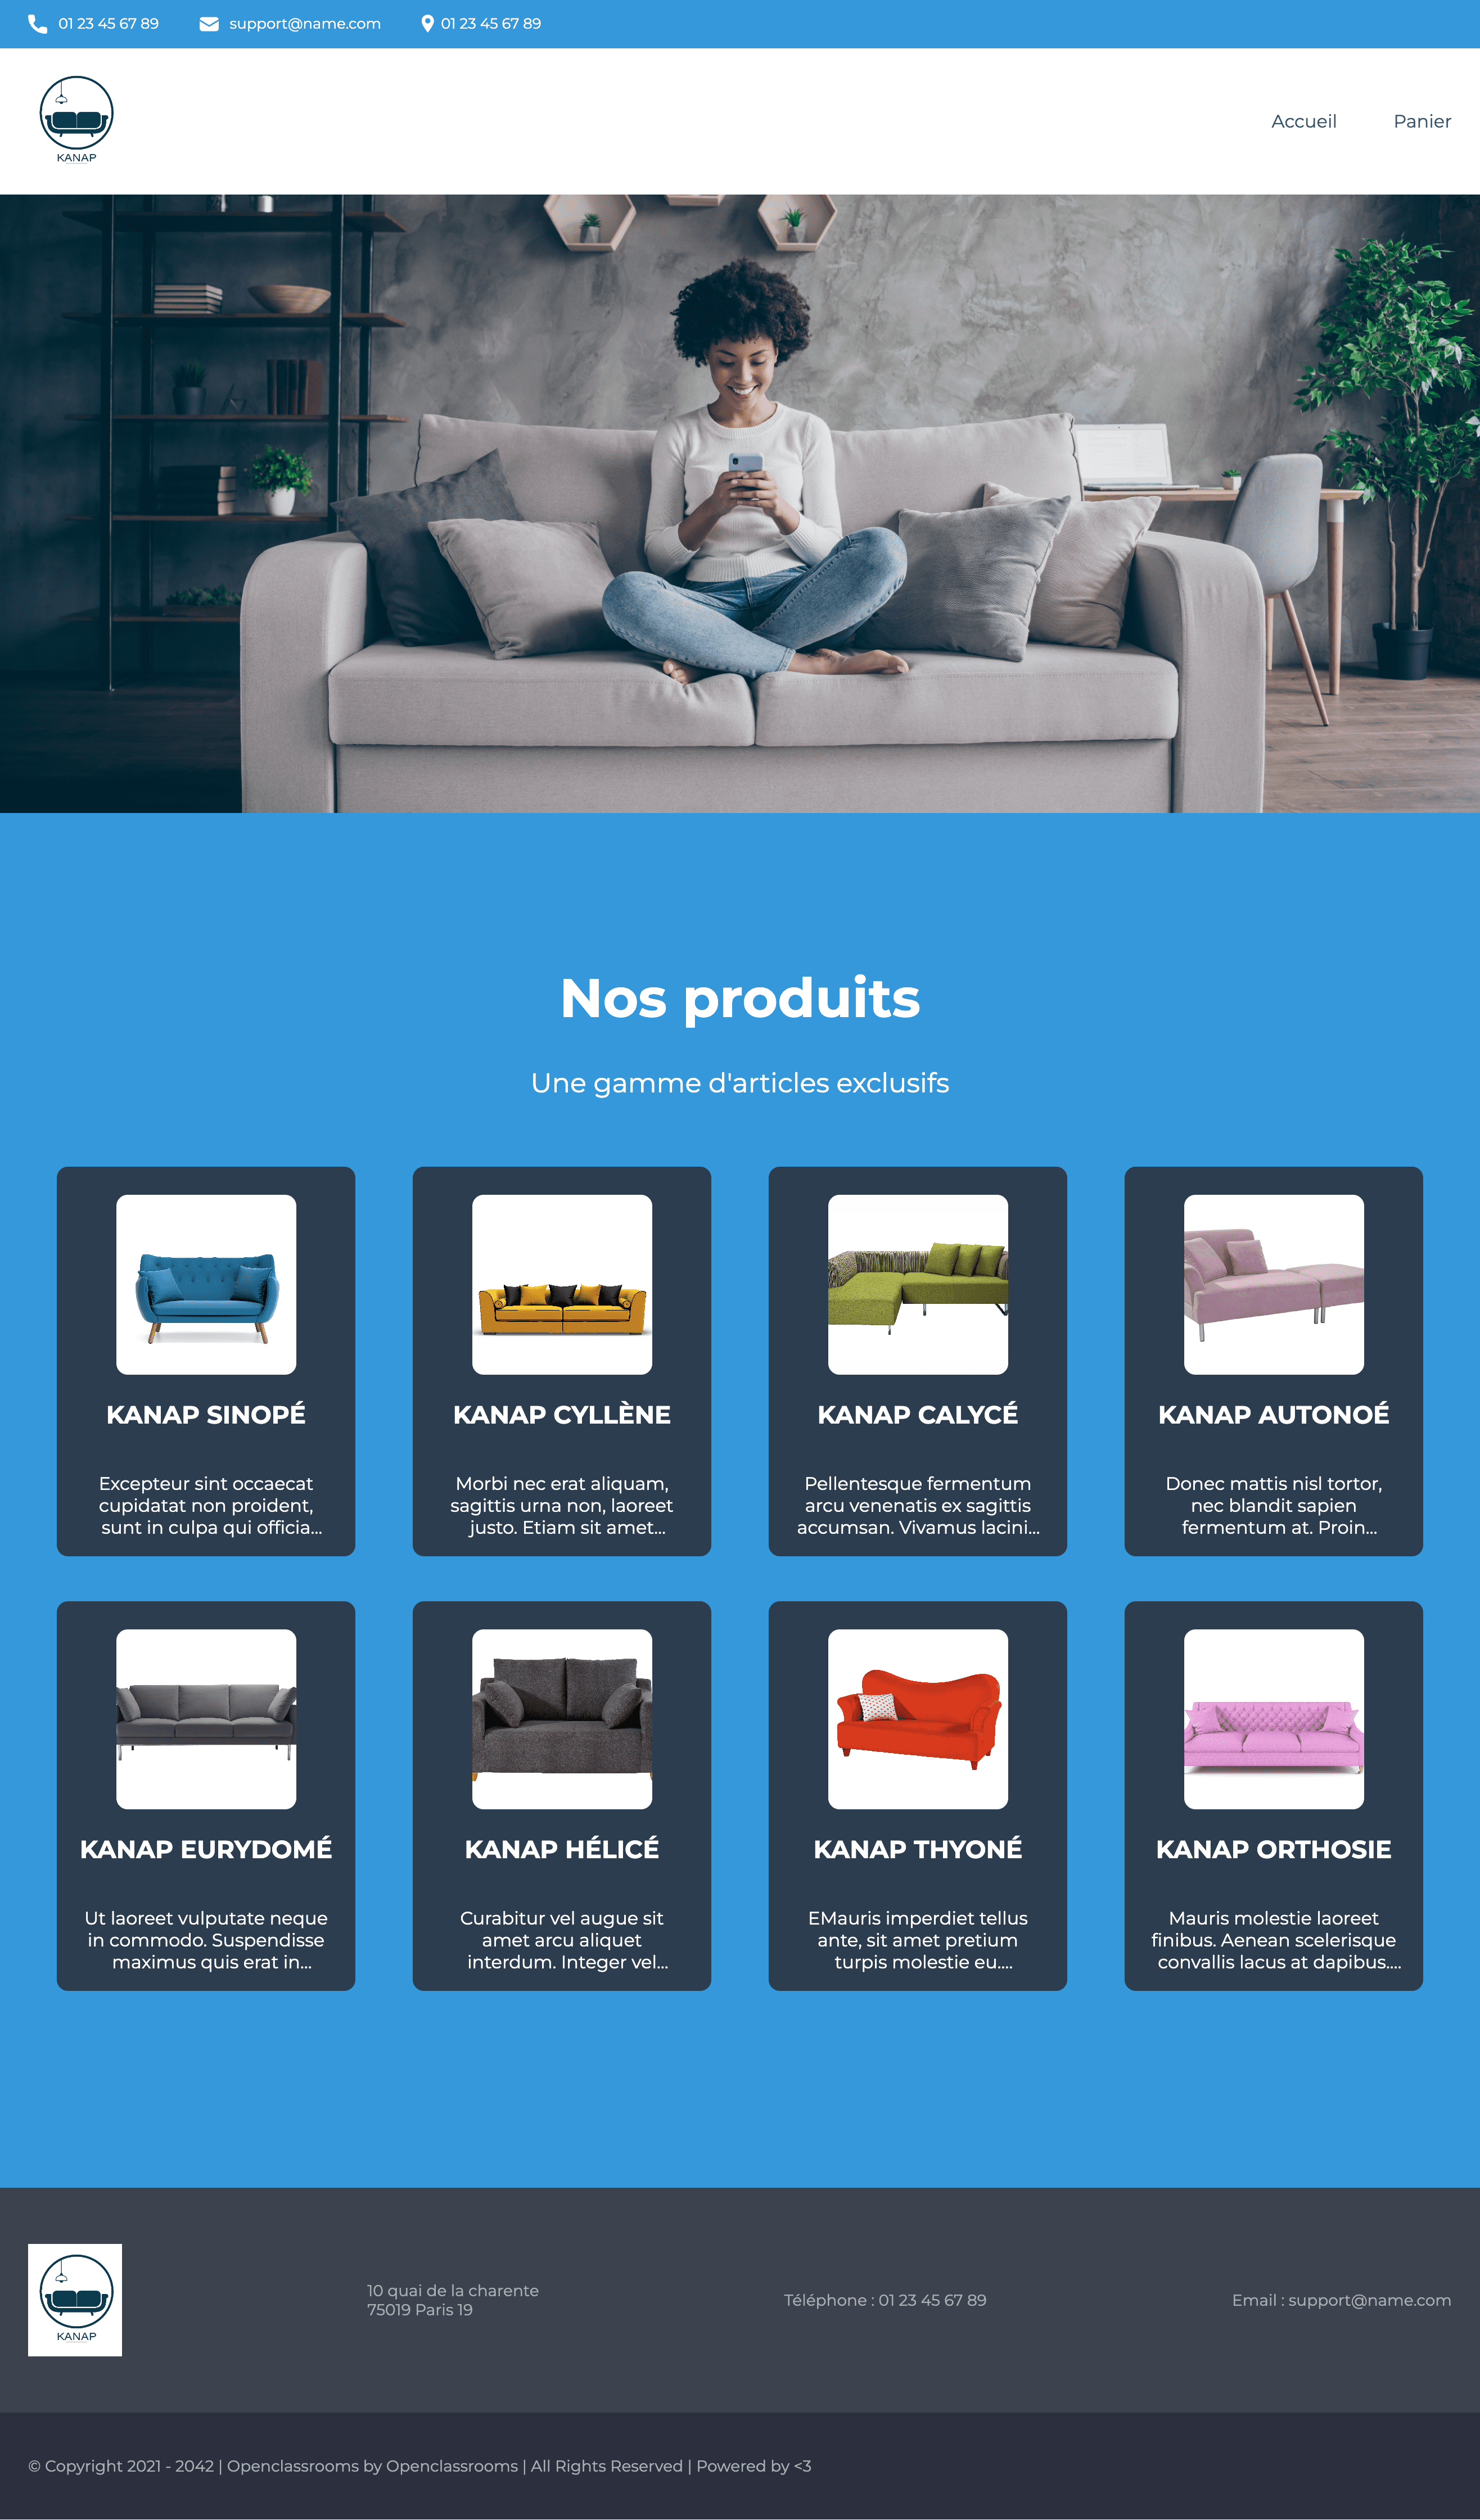 01 23 45 67 89
support@name.com
01 23 45 67 89
KANAP
Accueil
Panier
Nos produits
Une gamme d'articles exclusifs
KANAP SINOPÉ
Excepteur sint occaecat
cupidatat non proident,
sunt in culpa qui officia...
KANAP CYLLÈNE
Morbi nec erat aliquam,
sagittis urna non, laoreet
justo. Etiam sit amet...
KANAP CALYCÉ
Pellentesque fermentum
arcu venenatis ex sagittis
accumsan. Vivamus lacini...
KANAP AUTONOÉ
Donec mattis nisl tortor,
nec blandit sapien
fermentum at. Proin...
KANAP EURYDOMÉ
Ut laoreet vulputate neque
in commodo. Suspendisse
maximus quis erat in...
KANAP HÉLICÉ
Curabitur vel augue sit
amet arcu aliquet
interdum. Integer vel...
KANAP THYONÉ
EMauris imperdiet tellus
ante, sit amet pretium
turpis molestie eu....
KANAP ORTHOSIE
Mauris molestie laoreet
finibus. Aenean scelerisque
convallis lacus at dapibus....
KANAP
10 quai de la charente
75019 Paris 19
Téléphone : 01 23 45 67 89
Email : support@name.com
© Copyright 2021 - 2042 | Openclassrooms by Openclassrooms | All Rights Reserved | Powered by <3